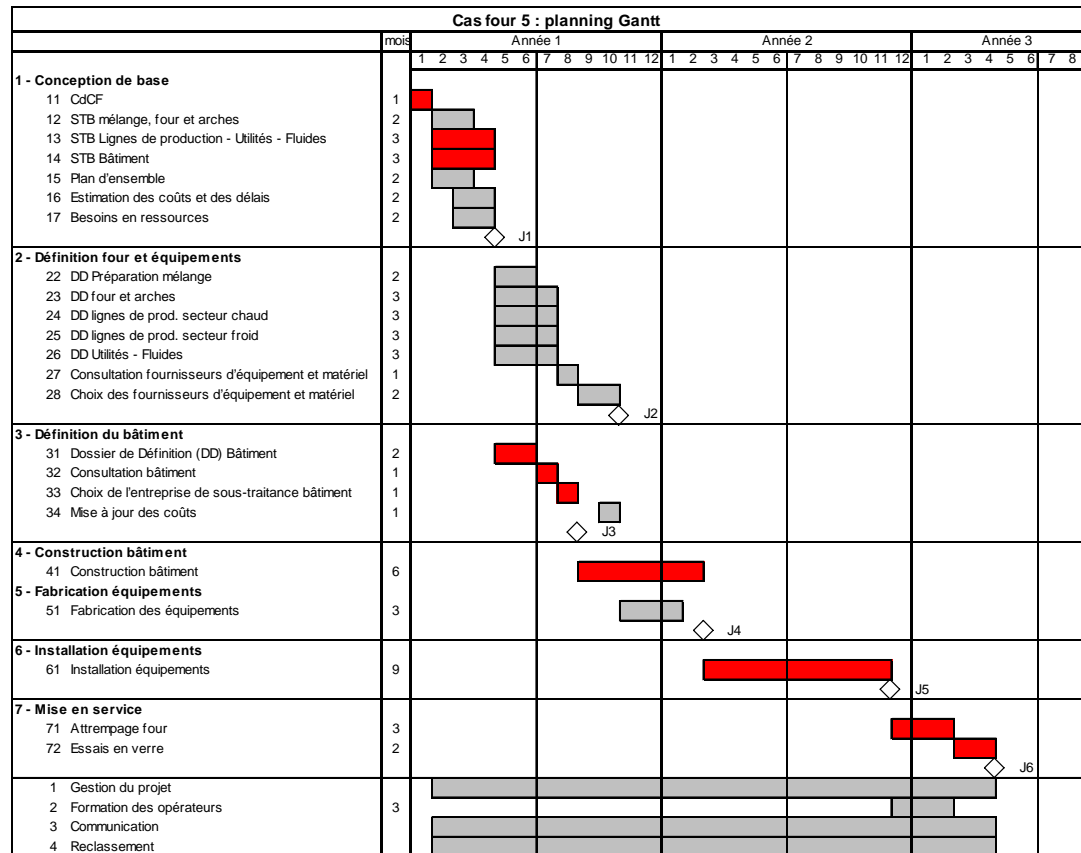 Cas four 5 : planning Gantt
mois Année 1 Année 2 Année 3
1 2 3 4 5 6 7 8 9 10 11 12 1 2 3 4 5 6 7 8 9 10 11 12 1 2 3 4 5 6 7 8
1 - Conception de base
11 CdCF 1
12 STB mélange, four et arches 2
13 STB Lignes de production - Utilités - Fluides 3
14 STB Bâtiment 3
15 Plan d'ensemble 2
16 Estimation des coûts et des délais 2
17 Besoins en ressources 2
J1
2 - Définition four et équipements
22 DD Préparation mélange 2
23 DD four et arches 3
24 DD lignes de prod. secteur chaud 3
25 DD lignes de prod. secteur froid 3
26 DD Utilités - Fluides 3
27 Consultation fournisseurs d'équipement et matériel 1
28 Choix des fournisseurs d'équipement et matériel 2
J2
3 - Définition du bâtiment
31 Dossier de Définition (DD) Bâtiment 2
32 Consultation bâtiment 1
33 Choix de l'entreprise de sous-traitance bâtiment 1
34 Mise à jour des coûts 1
J3
4 - Construction bâtiment
41 Construction bâtiment 6
5 - Fabrication équipements
51 Fabrication des équipements 3
J4
6 - Installation équipements
61 Installation équipements 9
J5
7 - Mise en service
71 Attrempage four 3
72 Essais en verre 2
J6
1 Gestion du projet
2 Formation des opérateurs 3
3 Communication
4 Reclassement